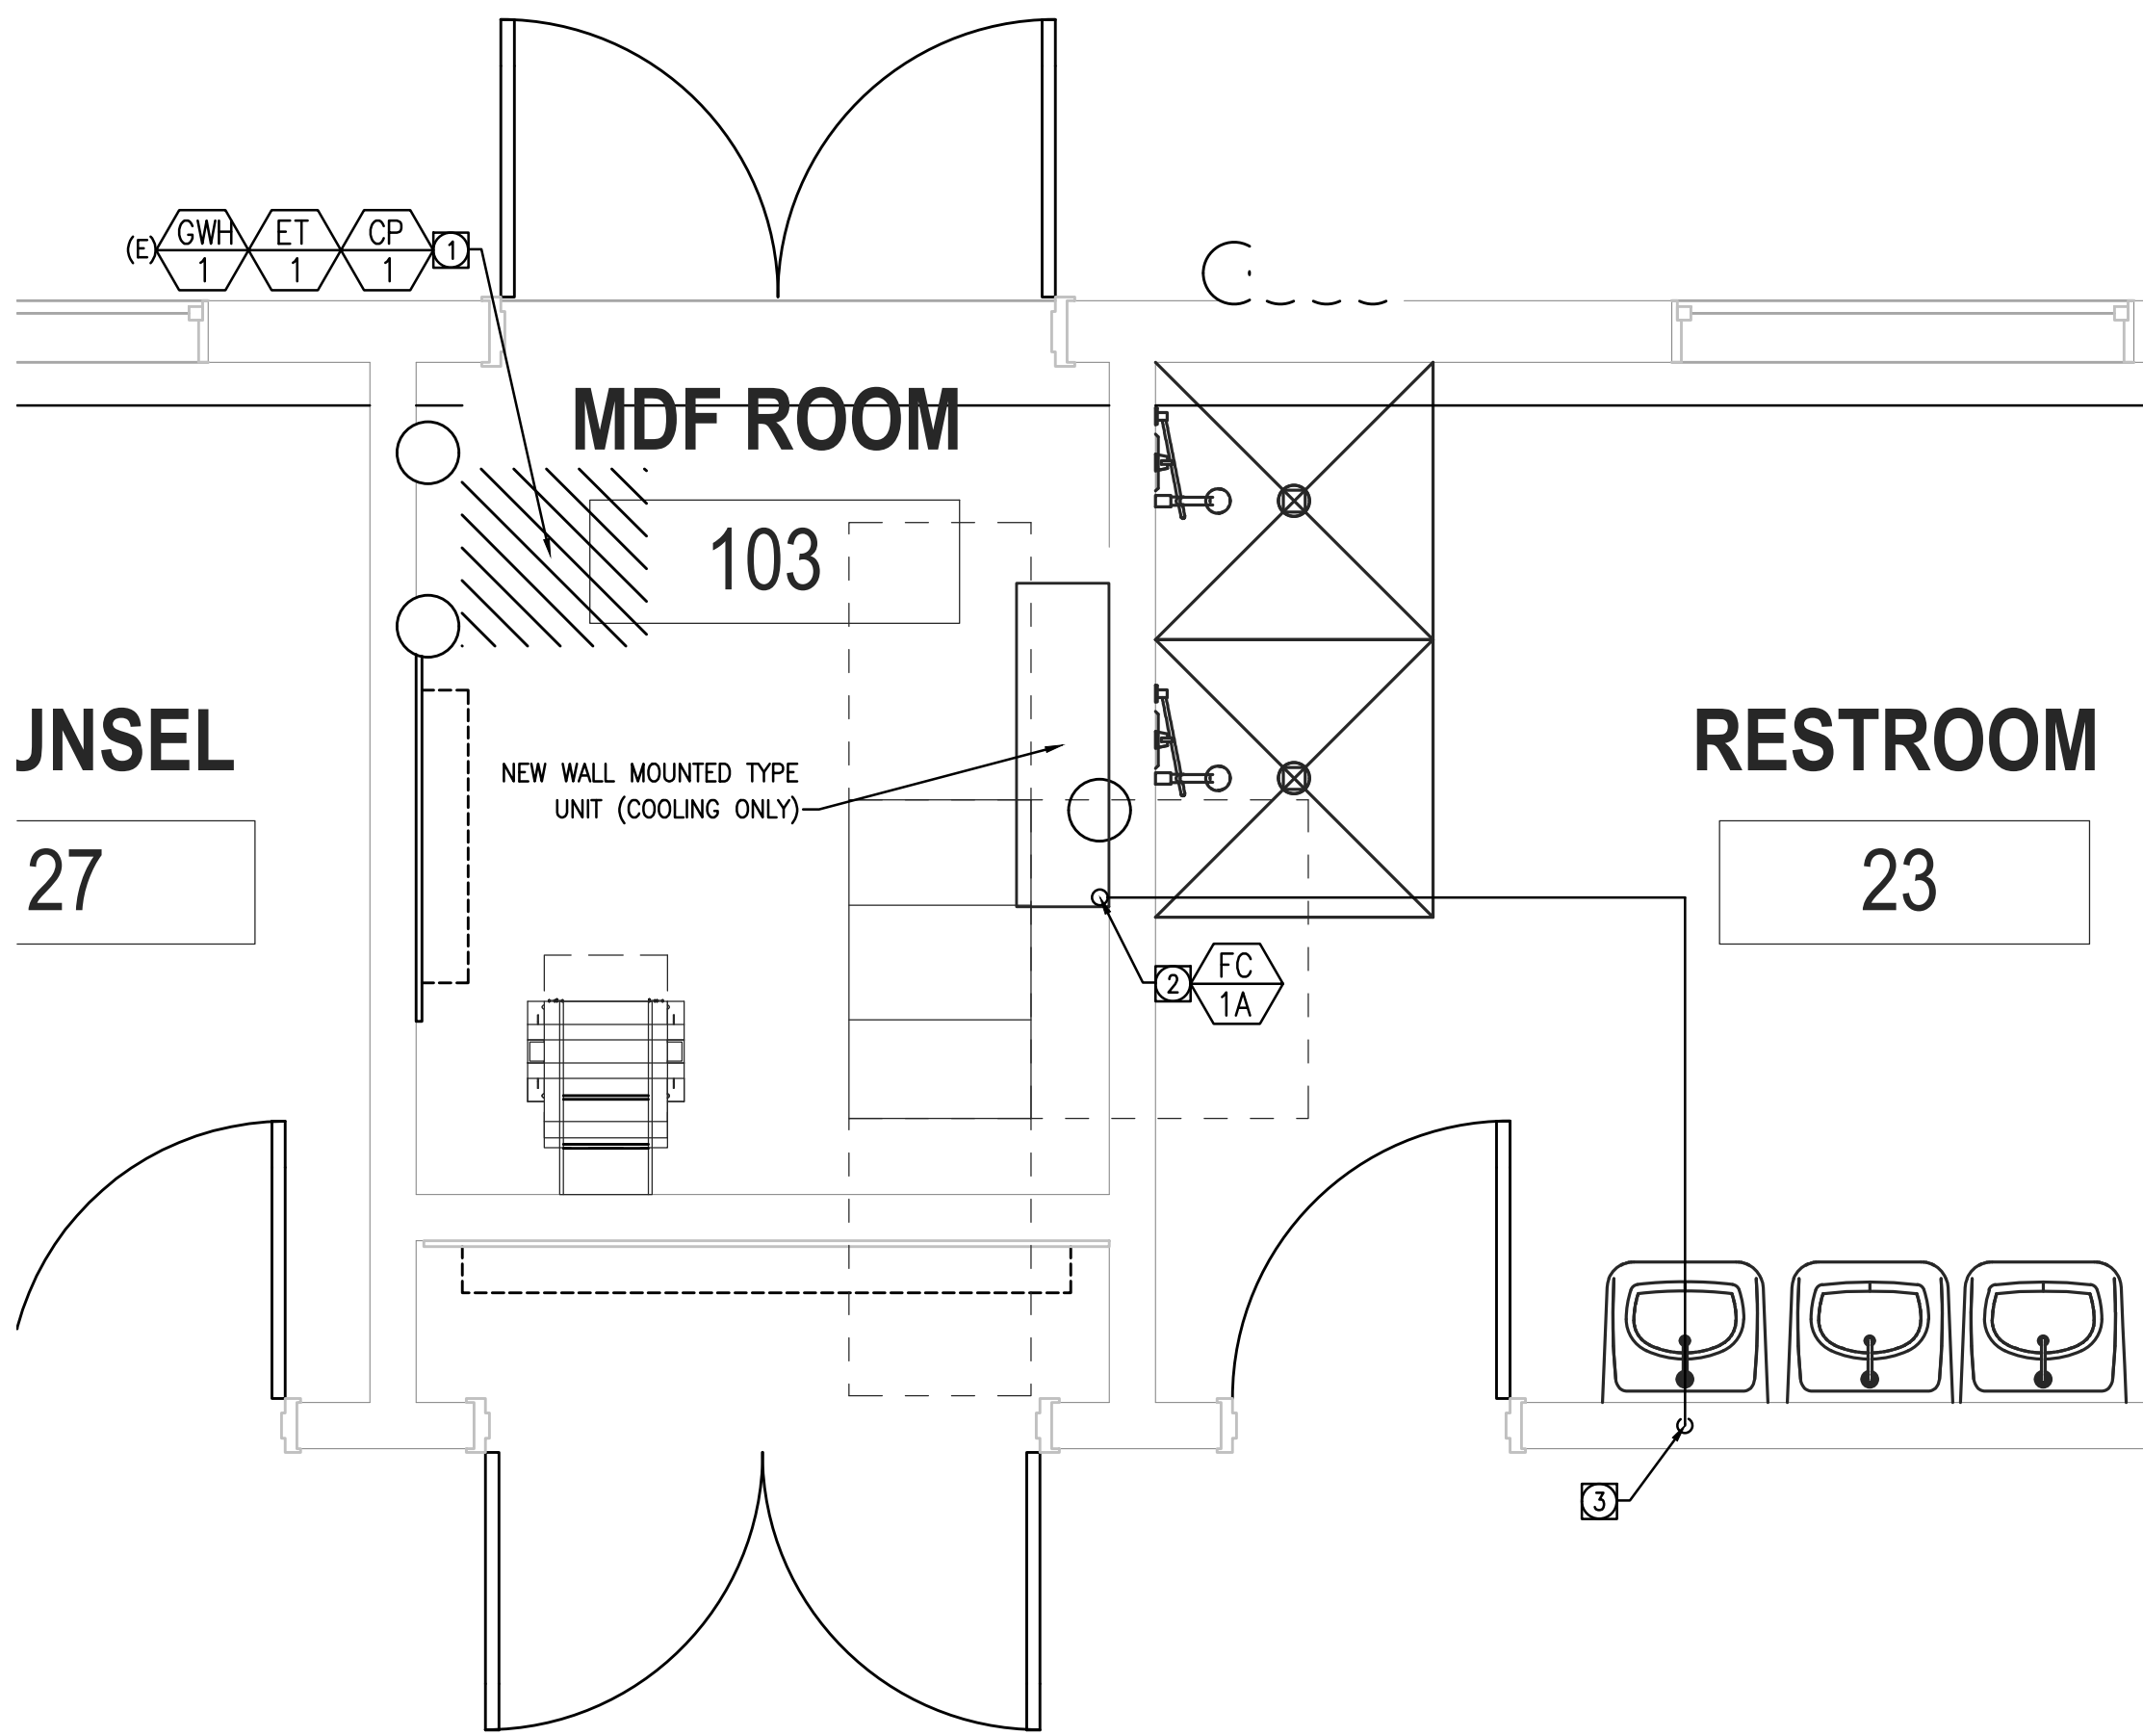 (E) GWH ET CP 1
1 1 1
MDF ROOM
103
JNSEL
27
NEW WALL MOUNTED TYPE
UNIT (COOLING ONLY)
RESTROOM
23
2 FC
1A
3